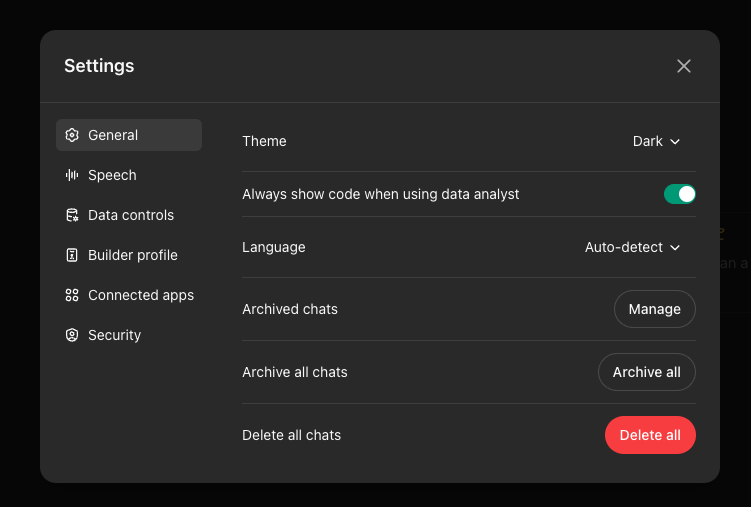 Settings
General
Speech
Data controls
Builder profile
Connected apps
Security
Theme
Dark
Always show code when using data analyst
Language
Auto-detect
Archived chats
Manage
Archive all chats
Archive all
Delete all chats
Delete all
an a